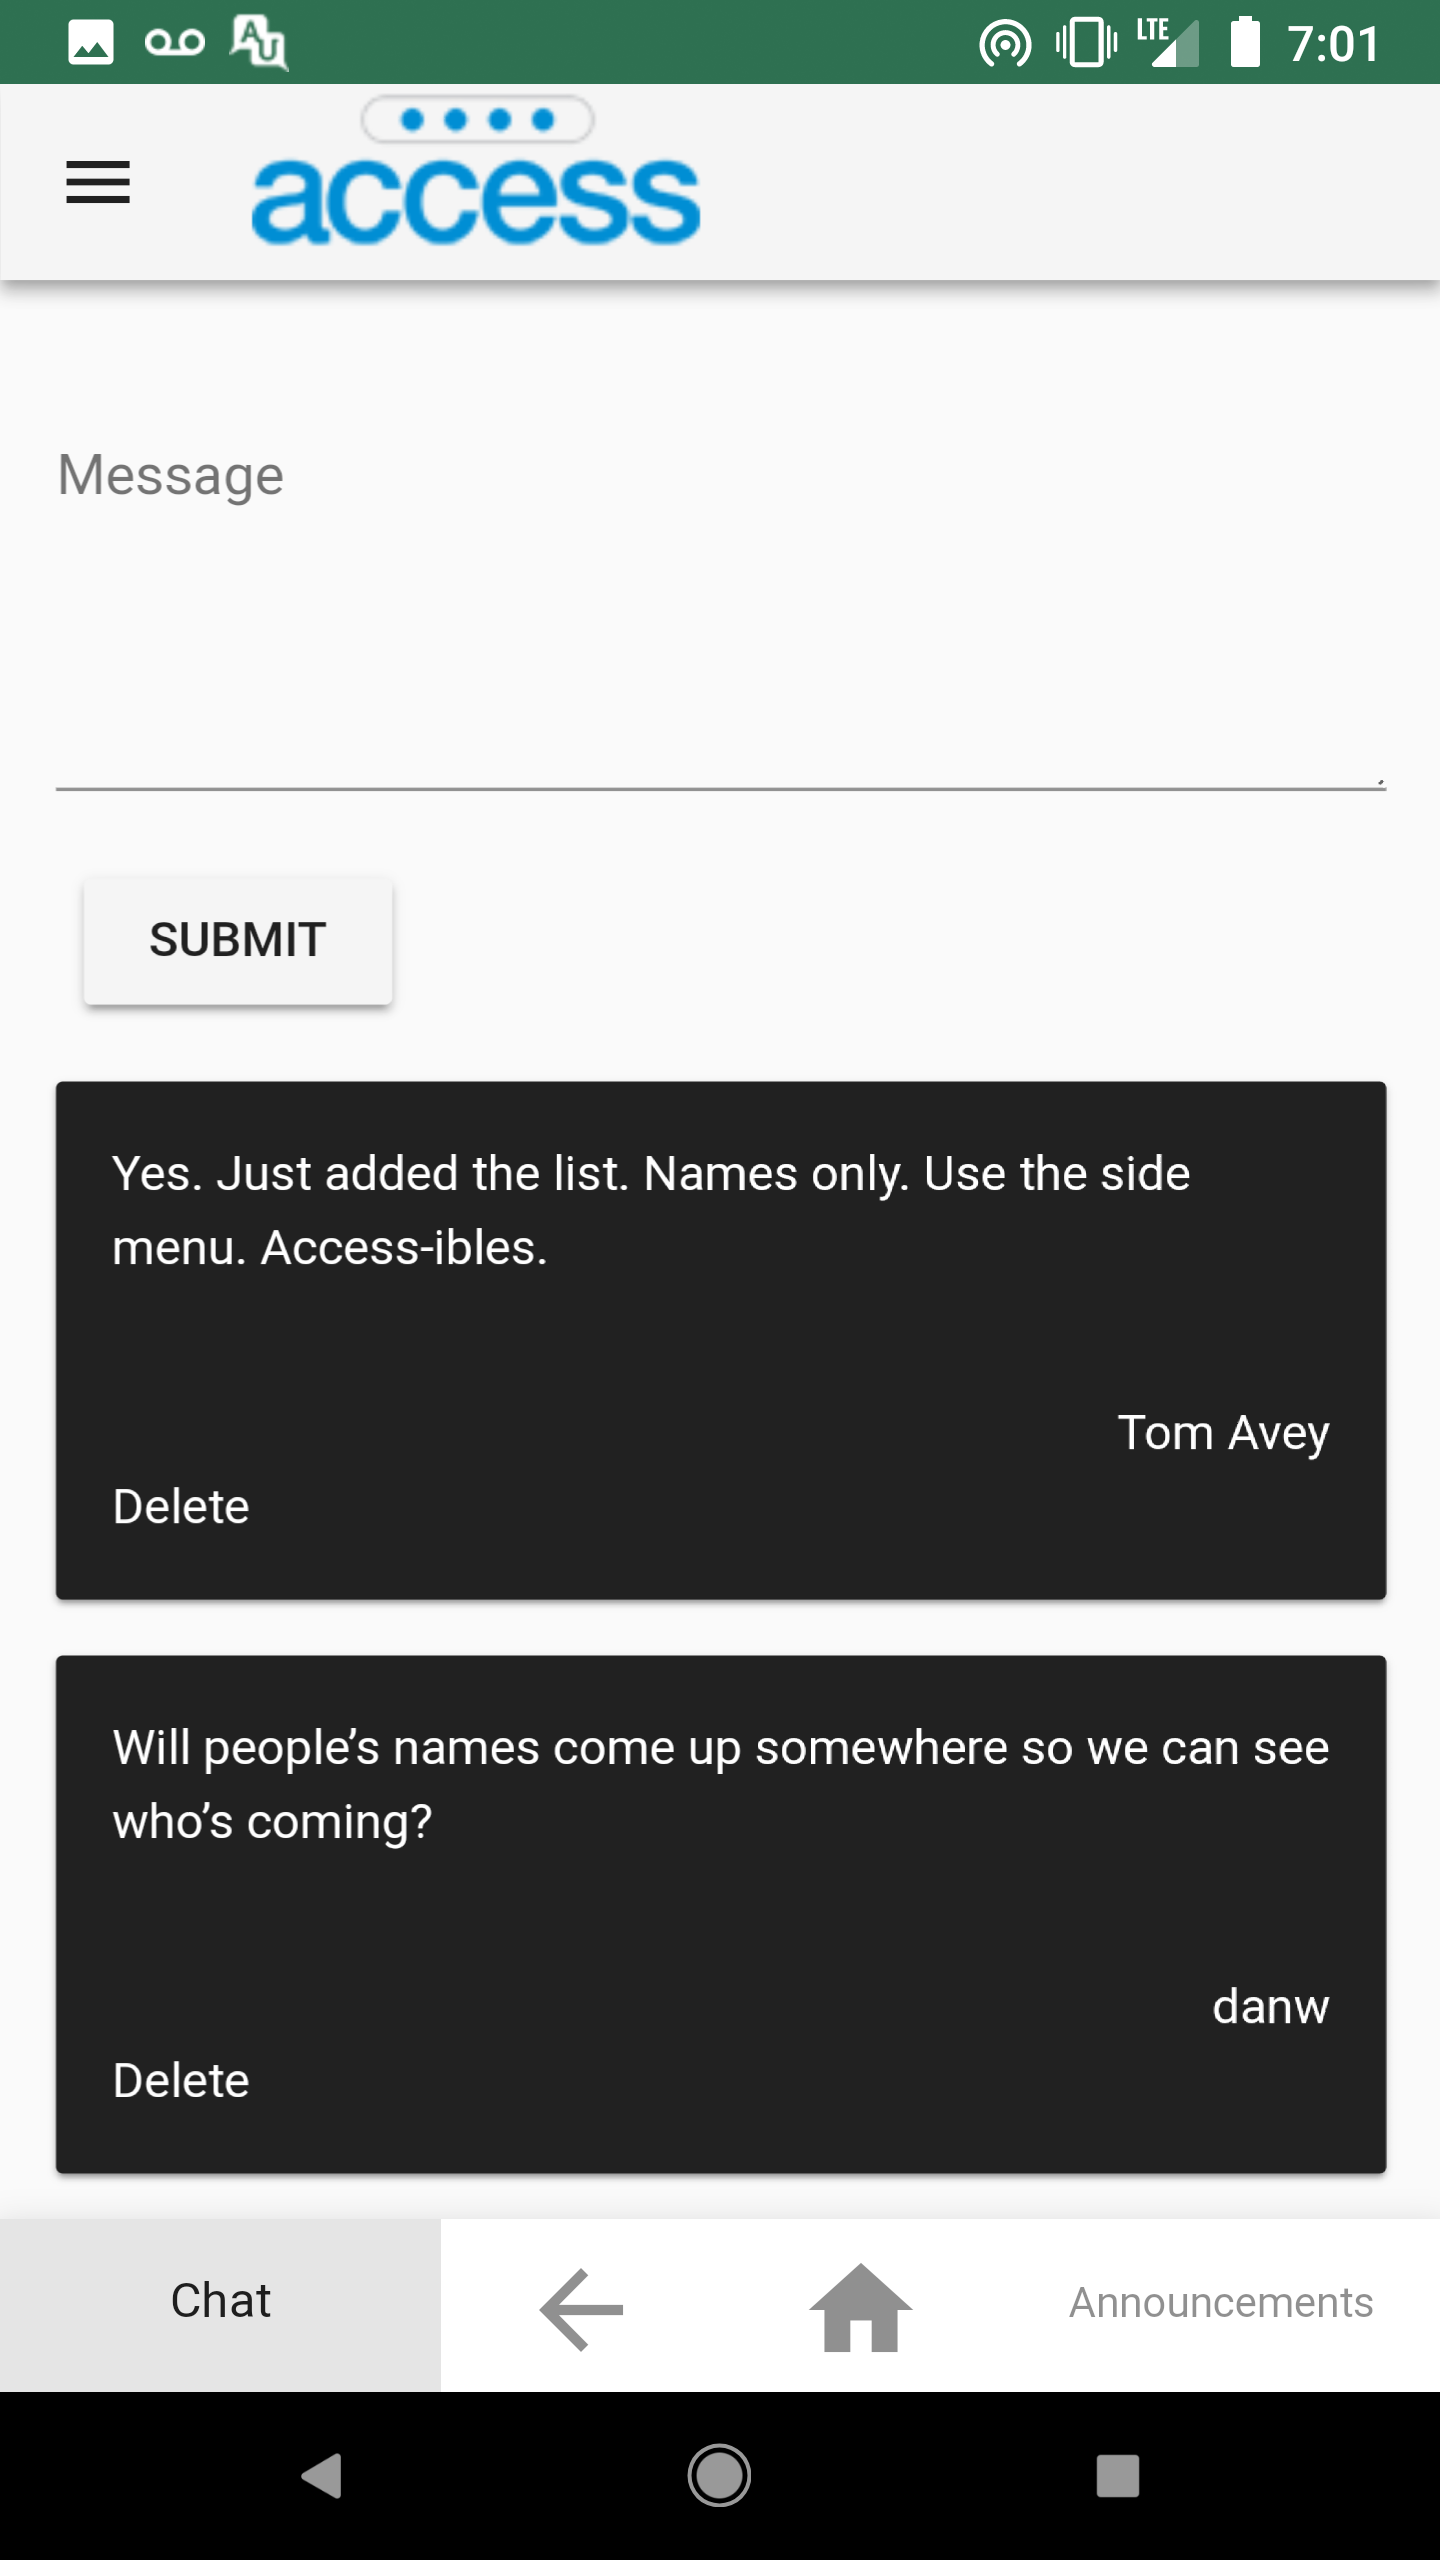 AU
LTE
7:01
access
Message
SUBMIT
Yes. Just added the list. Names only. Use the side
menu. Access-ibles.
Tom Avey
Delete
Will people’s names come up somewhere so we can see
who’s coming?
danw
Delete
Chat
Announcements